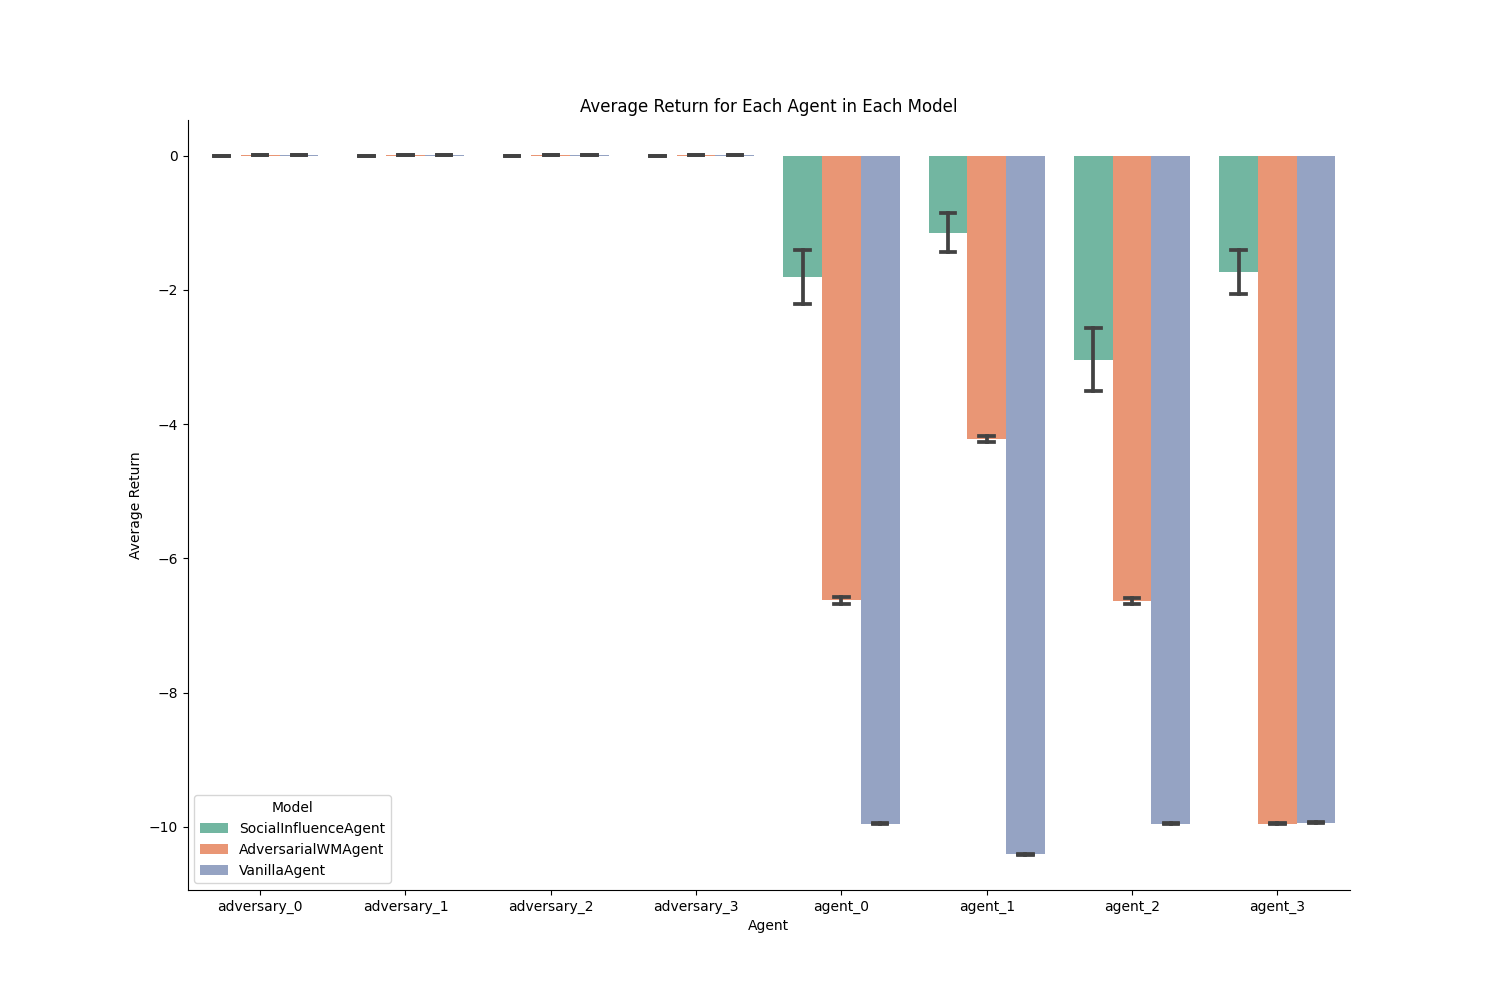 Average Return for Each Agent in Each Model
Average Return
0
−2
−4
−6
−8
−10
Model
SocialInfluenceAgent
AdversarialWMAgent
VanillaAgent
adversary_0 adversary_1 adversary_2 adversary_3 agent_0 agent_1 agent_2 agent_3
Agent